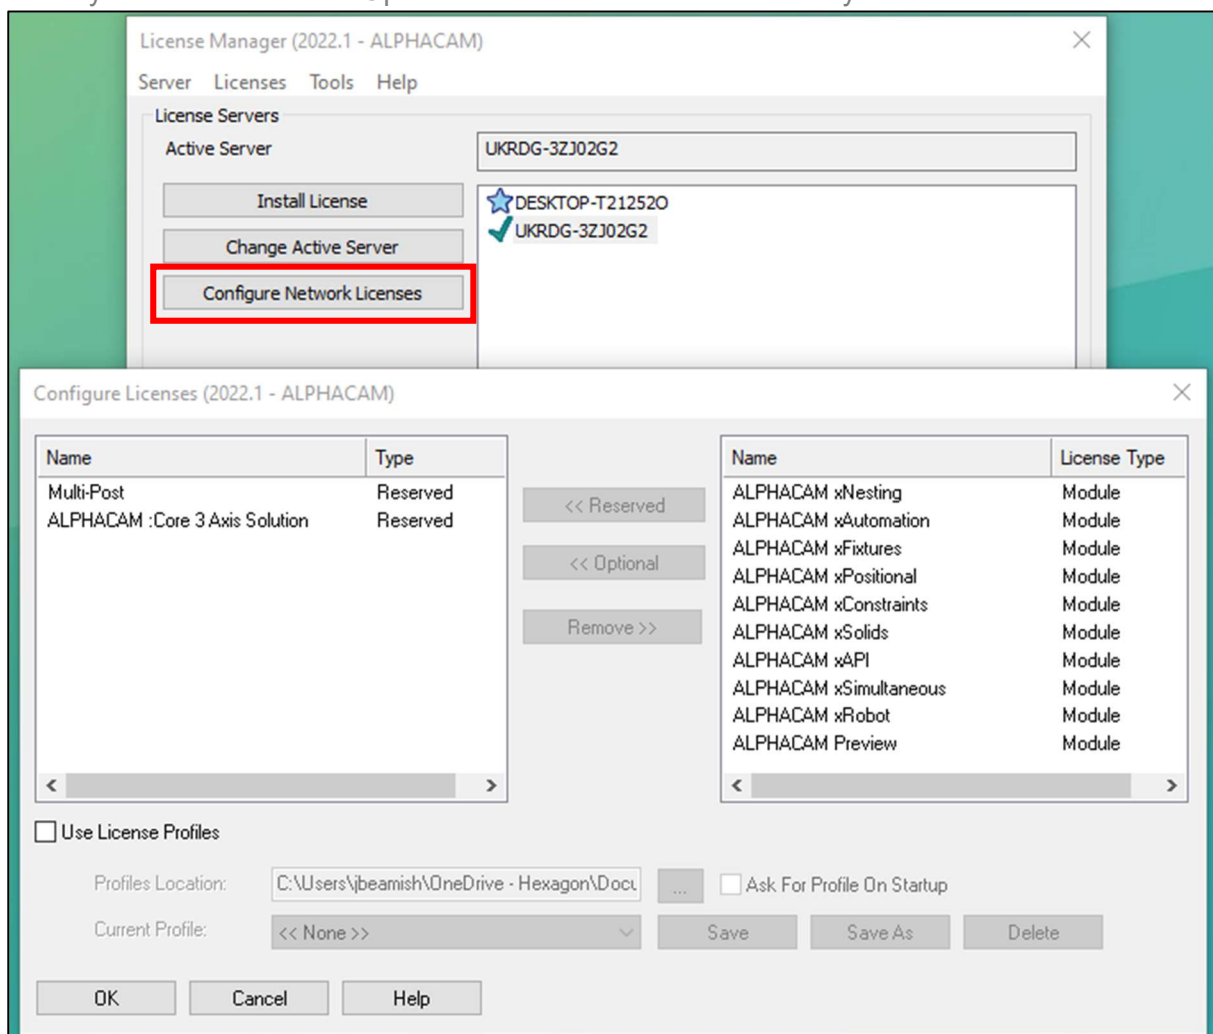 License Manager (2022.1 - ALPHACAM)
Server Licenses Tools Help
License Servers
Active Server UKRDG-3ZJ02G2
Install License DESKTOP-T21252O
Change Active Server UKRDG-3ZJ02G2
Configure Network Licenses
Configure Licenses (2022.1 - ALPHACAM)
Name Type
Multi-Post Reserved
ALPHACAM :Core 3 Axis Solution Reserved
<< Reserved
<< Optional
Remove >>
Name License Type
ALPHACAM xNesting Module
ALPHACAM xAutomation Module
ALPHACAM xFixtures Module
ALPHACAM xPositional Module
ALPHACAM xConstraints Module
ALPHACAM xSolids Module
ALPHACAM xAPI Module
ALPHACAM xSimultaneous Module
ALPHACAM xRobot Module
ALPHACAM Preview Module
Use License Profiles
Profiles Location: C:\Users\jbeamish\OneDrive - Hexagon\Docu ... Ask For Profile On Startup
Current Profile: << None >> Save Save As Delete
OK Cancel Help